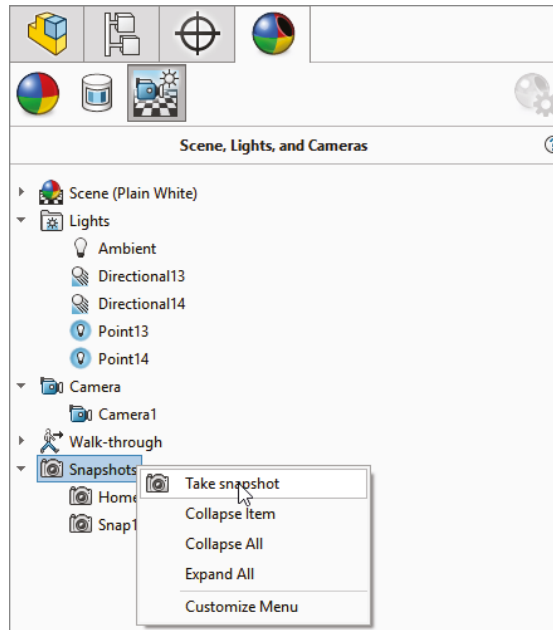 Scene, Lights, and Cameras
Scene (Plain White)
Lights
Ambient
Directional13
Directional14
Point13
Point14
Camera
Camera1
Walk-through
Snapshots
Take snapshot
Home
Collapse Item
Snap1
Collapse All
Expand All
Customize Menu